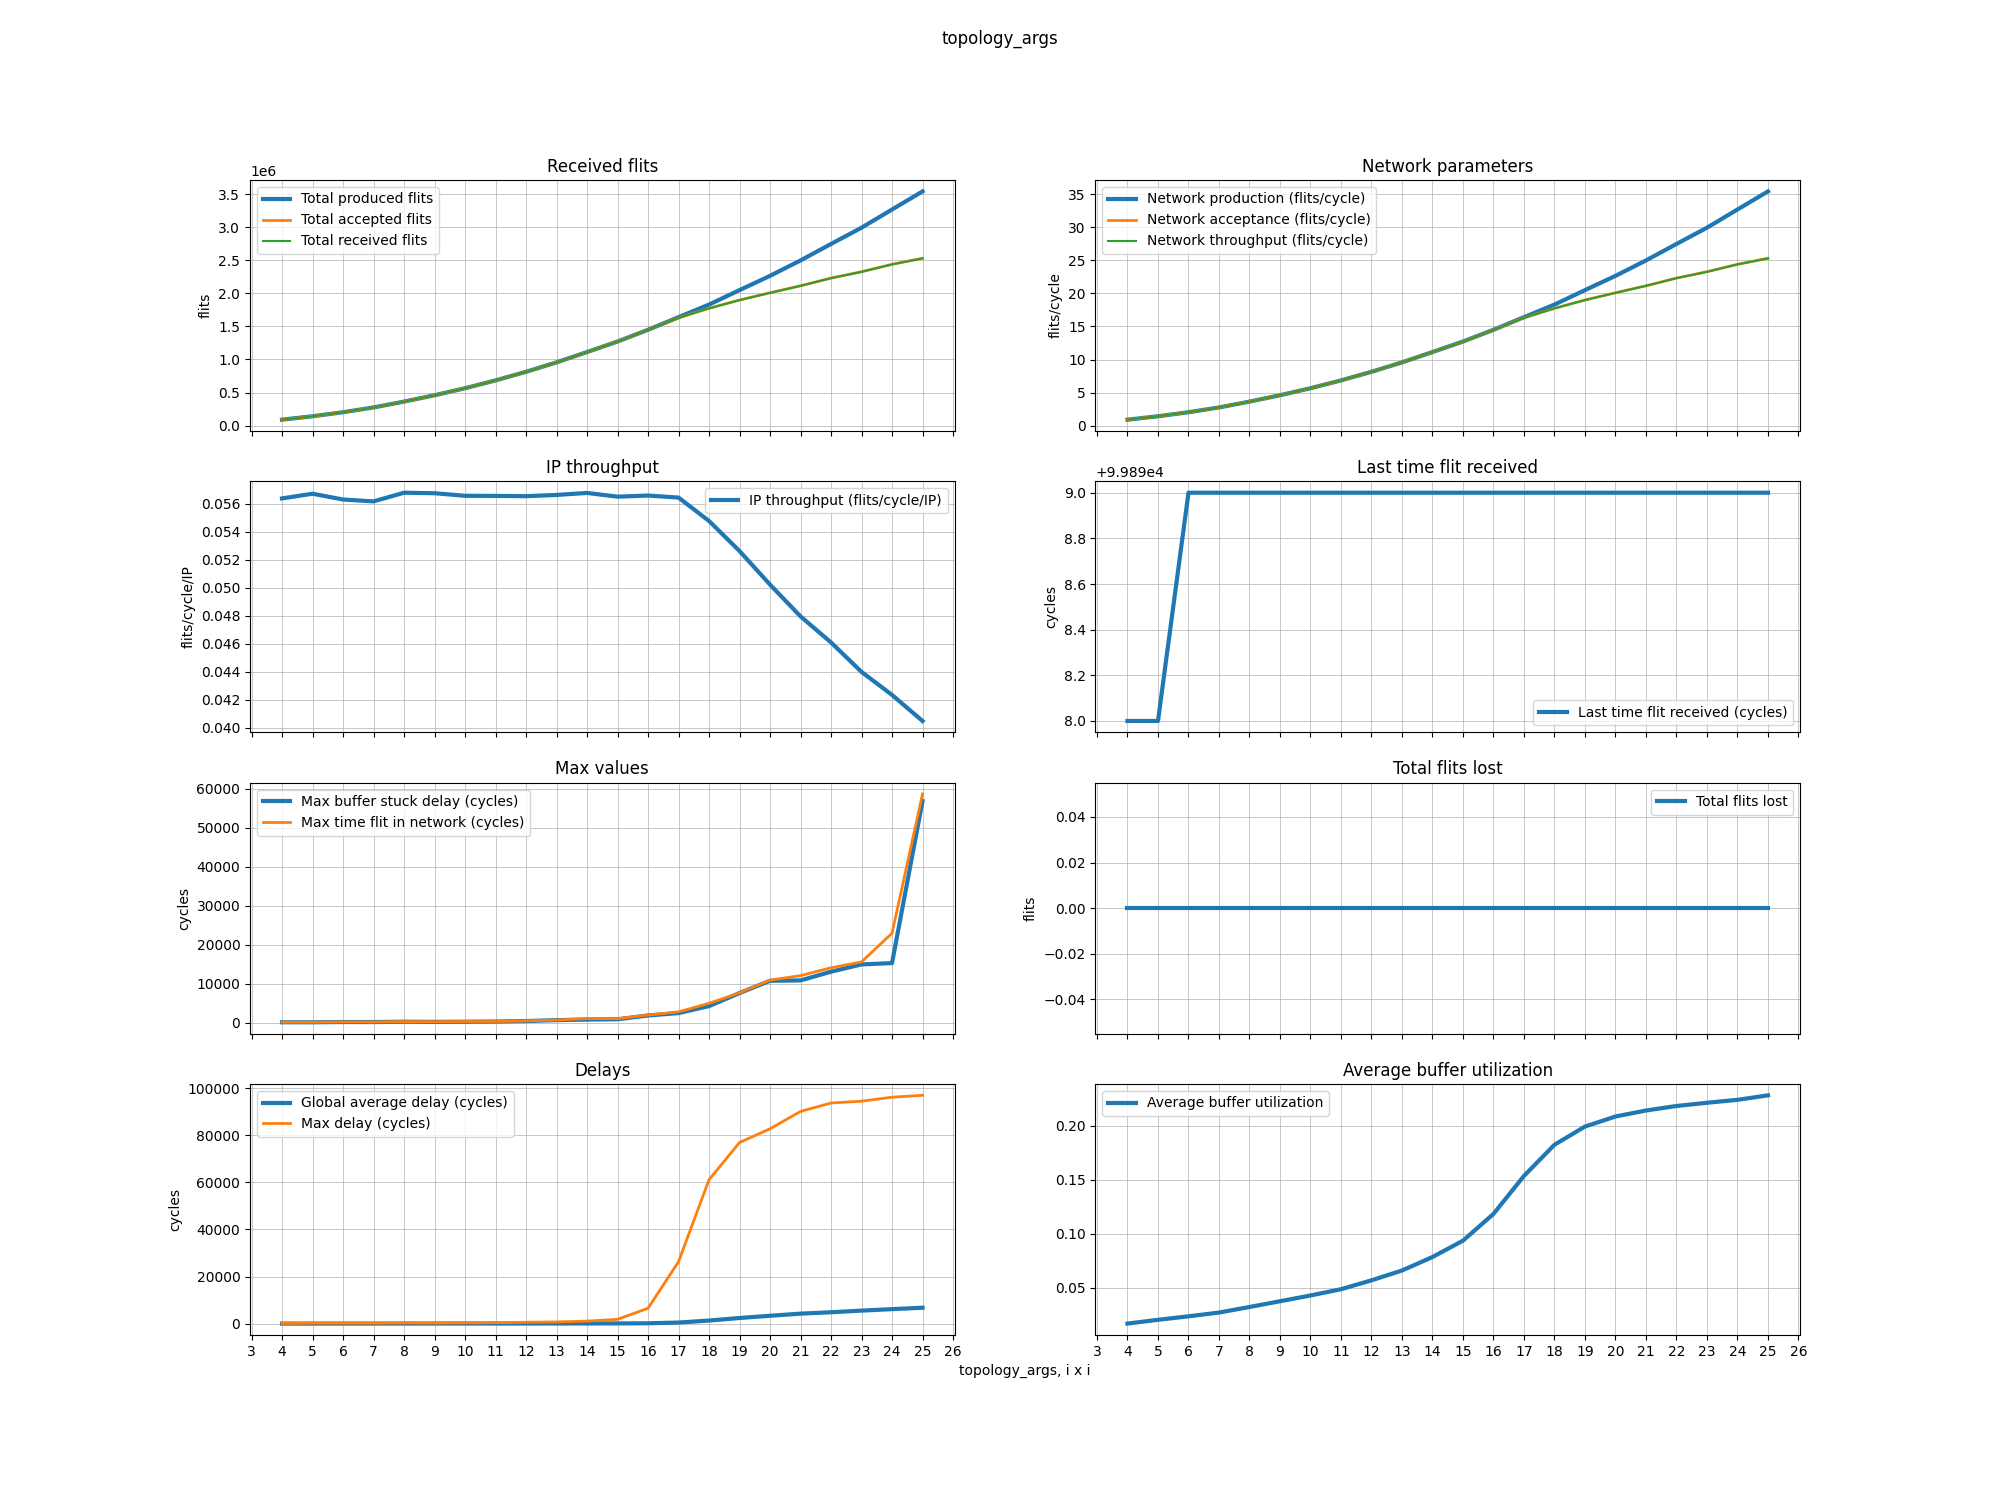 topology_args
Received flits
1e6
Total produced flits
Total accepted flits
Total received flits
flits
3.5
3.0
2.5
2.0
1.5
1.0
0.5
0.0
Network parameters
Network production (flits/cycle)
Network acceptance (flits/cycle)
Network throughput (flits/cycle)
flits/cycle
35
30
25
20
15
10
5
0
IP throughput
IP throughput (flits/cycle/IP)
flits/cycle/IP
0.056
0.054
0.052
0.050
0.048
0.046
0.044
0.042
0.040
Last time flit received
+9.989e4
Last time flit received (cycles)
cycles
9.0
8.8
8.6
8.4
8.2
8.0
Max values
Max buffer stuck delay (cycles)
Max time flit in network (cycles)
cycles
60000
50000
40000
30000
20000
10000
0
Total flits lost
Total flits lost
flits
0.04
0.02
0.00
−0.02
−0.04
Delays
Global average delay (cycles)
Max delay (cycles)
cycles
100000
80000
60000
40000
20000
0
3 4 5 6 7 8 9 10 11 12 13 14 15 16 17 18 19 20 21 22 23 24 25 26
Average buffer utilization
Average buffer utilization
0.20
0.15
0.10
0.05
3 4 5 6 7 8 9 10 11 12 13 14 15 16 17 18 19 20 21 22 23 24 25 26
topology_args, i x i